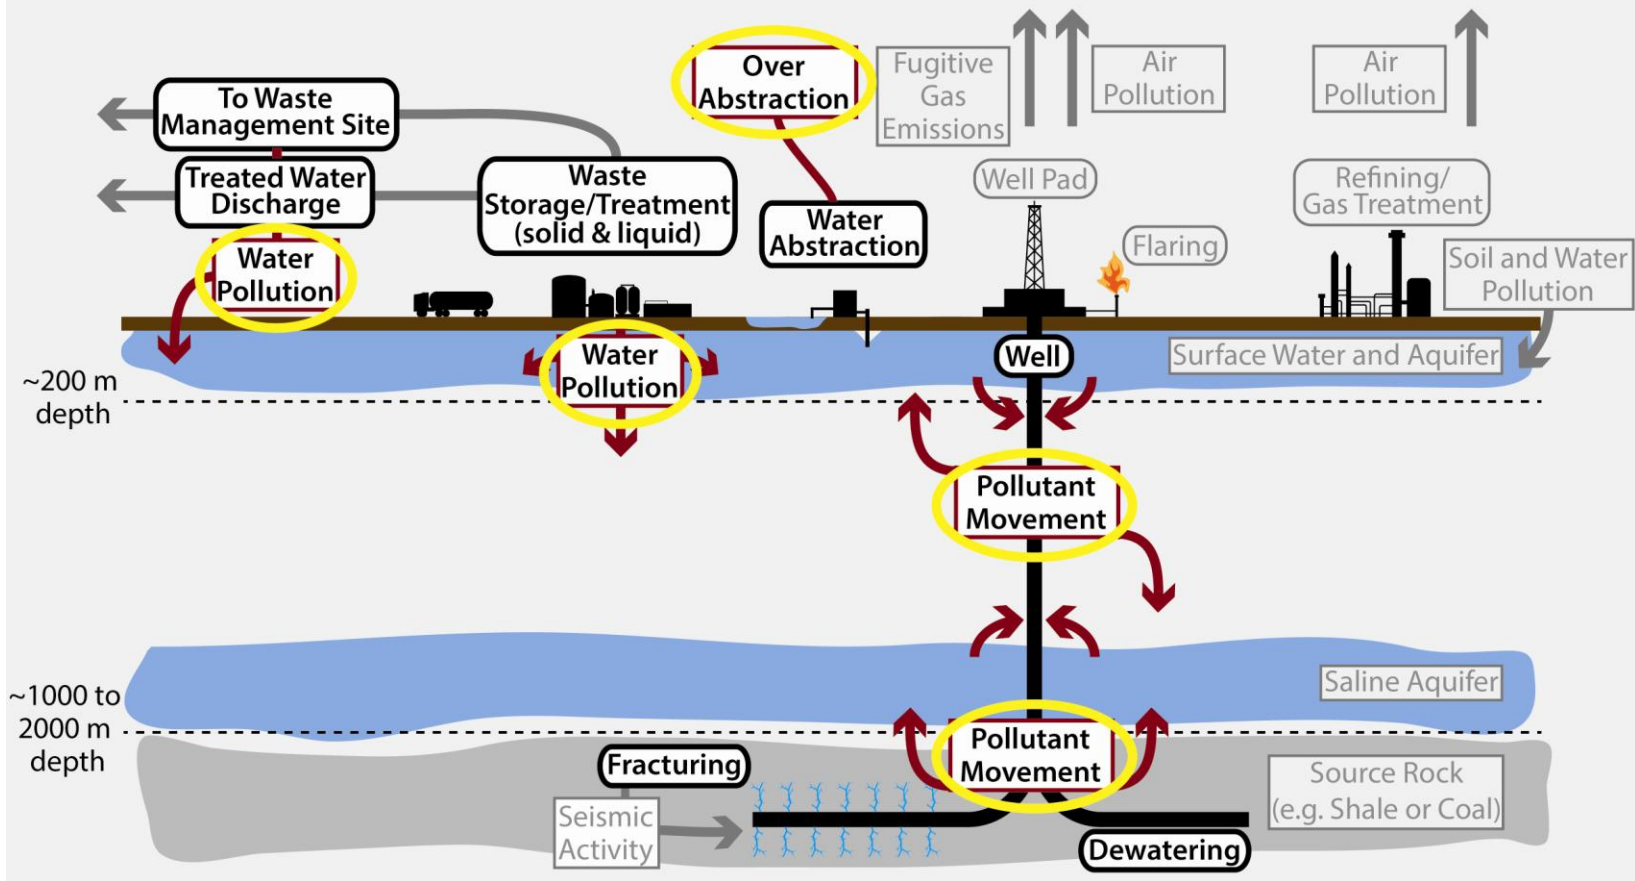 To Waste
Management Site
Treated Water
Discharge
Water
Pollution
Waste
Storage/Treatment
(solid & liquid)
Over
Abstraction
Water
Abstraction
Fugitive
Gas
Emissions
Air
Pollution
Air
Pollution
Well Pad
Flaring
Refining/
Gas Treatment
Soil and Water
Pollution
Water
Pollution
Well
Surface Water and Aquifer
~200 m
depth
Pollutant
Movement
Saline Aquifer
~1000 to
2000 m
depth
Pollutant
Movement
Fracturing
Seismic
Activity
Dewatering
Source Rock
(e.g. Shale or Coal)